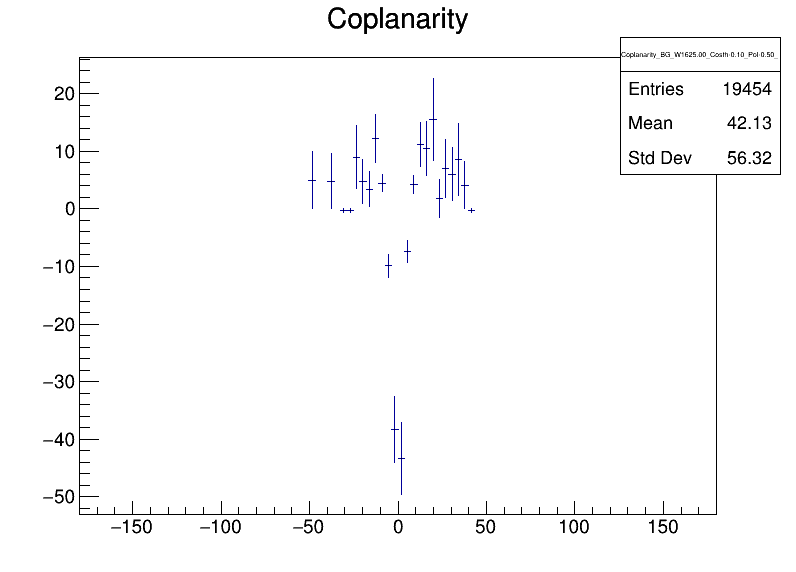 Coplanarity
Coplanarity_BG_W1625.00_Costh-0.10_Pol-0.50_
Entries 19454
Mean 42.13
Std Dev 56.32
20
10
0
−10
−20
−30
−40
−50
−150 −100 −50 0 50 100 150